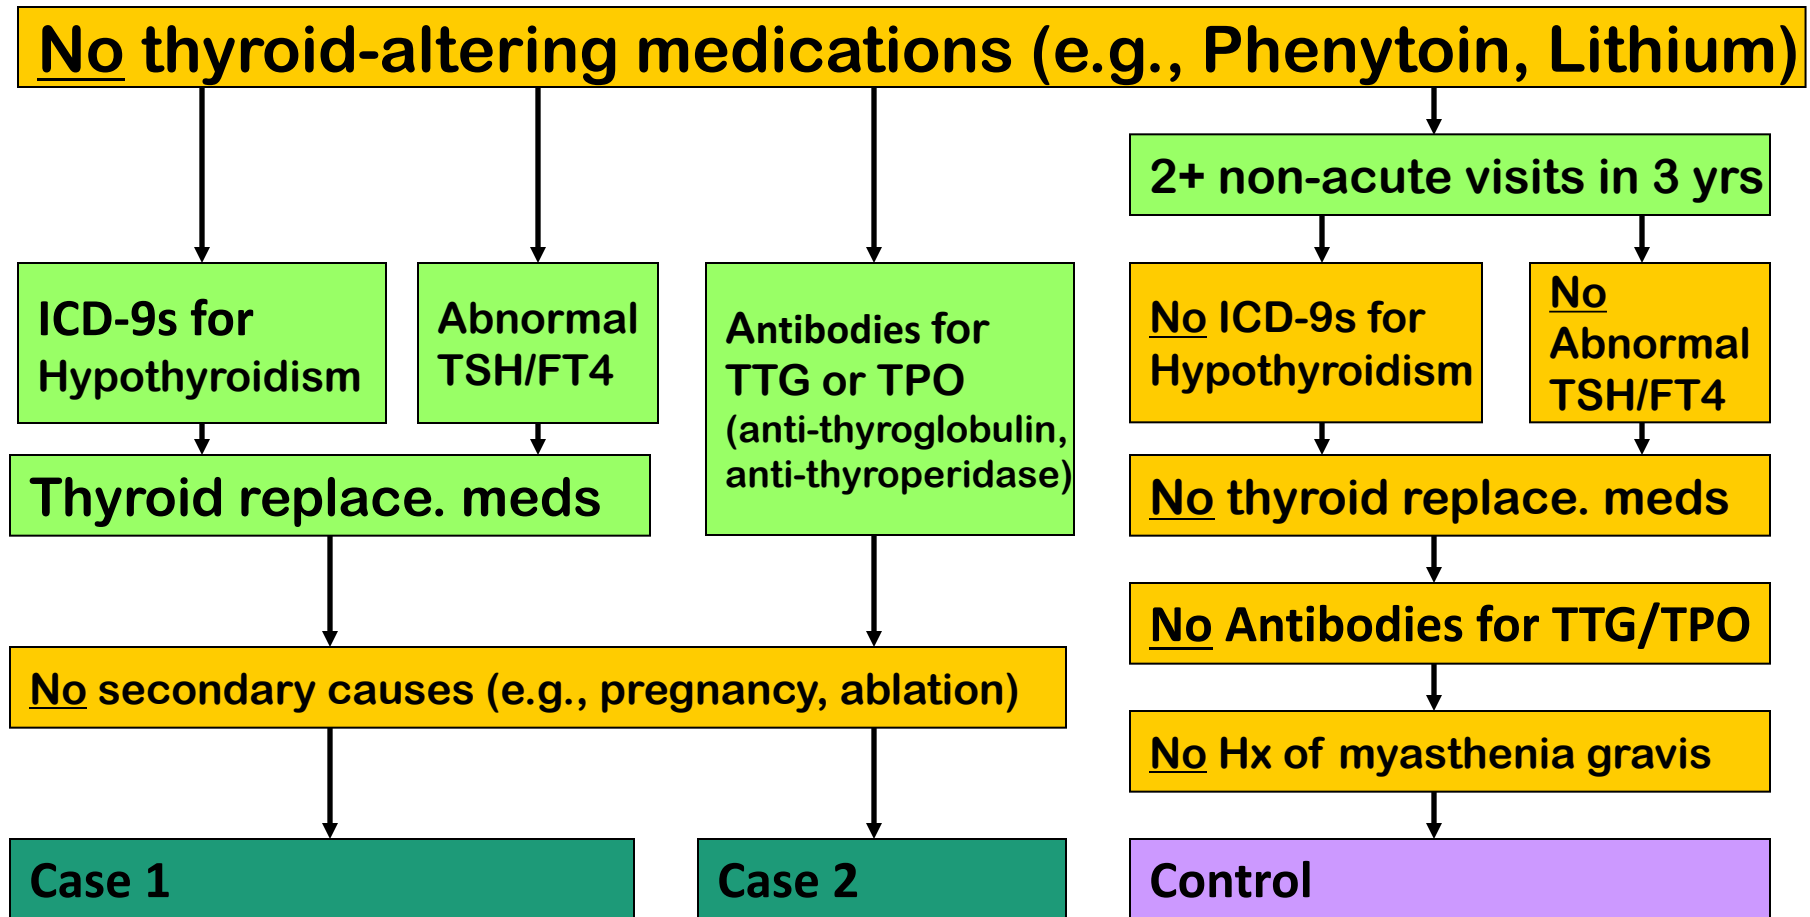 No thyroid-altering medications (e.g., Phenytoin, Lithium)
2+ non-acute visits in 3 yrs
ICD-9s for
Hypothyroidism
Abnormal
TSH/FT4
Antibodies for
TTG or TPO
(anti-thyroglobulin,
anti-thyroperidase)
No ICD-9s for
Hypothyroidism
No
Abnormal
TSH/FT4
Thyroid replace. meds
No thyroid replace. meds
No Antibodies for TTG/TPO
No secondary causes (e.g., pregnancy, ablation)
No Hx of myasthenia gravis
Case 1
Case 2
Control